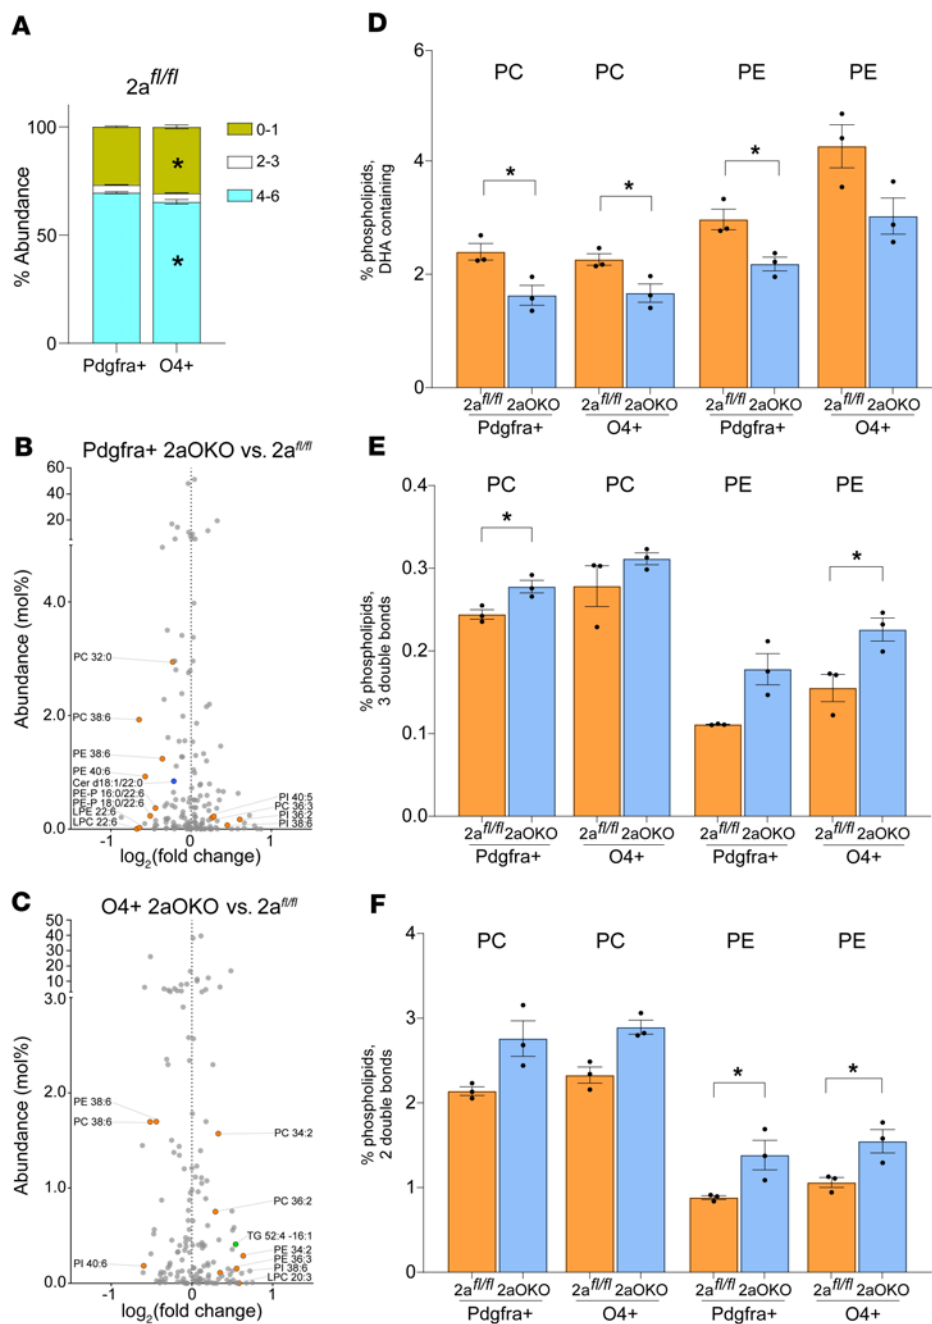 A
2a^fl/fl
% Abundance
100
50
0
0-1
2-3
4-6
*
*
Pdgfra+ O4+
B
Pdgfra+ 2aOKO vs. 2a^fl/fl
Abundance (mol%)
60
40
20
4.0
2.0
0.0
PC 32:0
PC 38:6
PE 38:6
PE 40:6
Cer d18:1/22:0
PE-P 16:0/22:6
PE-P 18:0/22:6
LPE 22:6
LPC 22:6
PI 40:5
PC 36:3
PI 36:2
PI 38:6
-1 0 1
log2(fold change)
C
O4+ 2aOKO vs. 2a^fl/fl
Abundance (mol%)
50
40
30
20
10
3.0
2.0
1.0
0.0
PE 38:6
PC 38:6
PI 40:6
PC 34:2
PC 36:2
TG 52:4 -16:1
PE 34:2
PE 36:3
PI 38:6
LPC 20:3
-1 0 1
log2(fold change)
D
% phospholipids,
DHA containing
6
4
2
0
PC PC PE PE
* * *
2a^fl/fl 2aOKO 2a^fl/fl 2aOKO 2a^fl/fl 2aOKO 2a^fl/fl 2aOKO
Pdgfra+ O4+ Pdgfra+ O4+
E
% phospholipids,
3 double bonds
0.4
0.3
0.2
0.1
0.0
PC PC PE PE
* *
2a^fl/fl 2aOKO 2a^fl/fl 2aOKO 2a^fl/fl 2aOKO 2a^fl/fl 2aOKO
Pdgfra+ O4+ Pdgfra+ O4+
F
% phospholipids,
2 double bonds
4
3
2
1
0
PC PC PE PE
* *
2a^fl/fl 2aOKO 2a^fl/fl 2aOKO 2a^fl/fl 2aOKO 2a^fl/fl 2aOKO
Pdgfra+ O4+ Pdgfra+ O4+